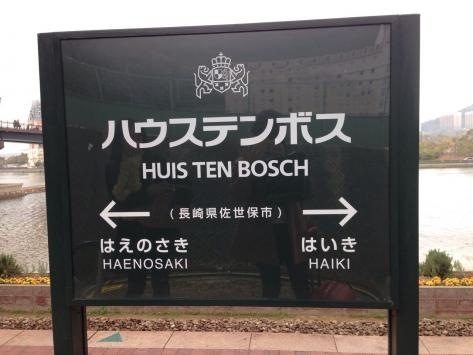 ハウステンボス
HUIS TEN BOSCH
← (長崎県佐世保市) →
はえのさき はいき
HAENOSAKI HAIKI